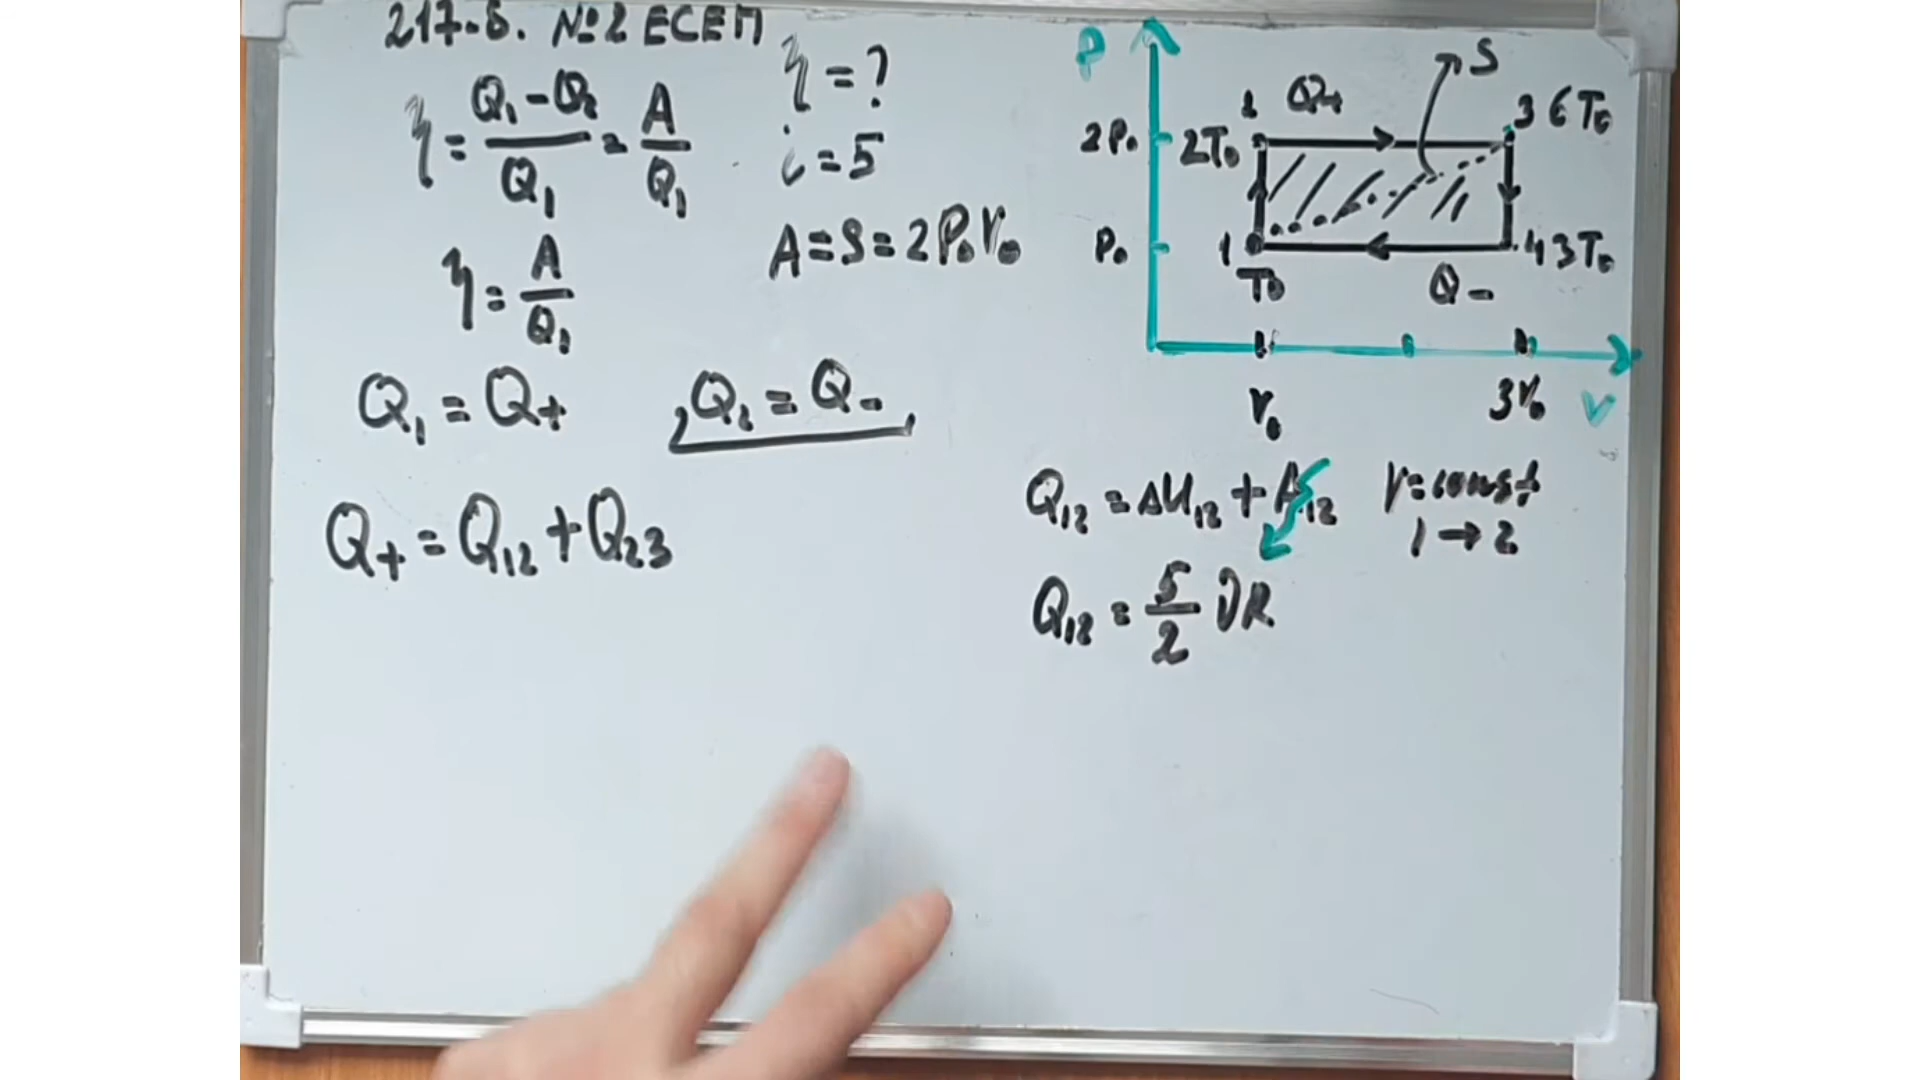 217-б. №2 ЕСЕП
η = (Q₁ - Q₂)/Q₁ = A/Q₁
η = ?
i = 5
A = S = 2P₀V₀
η = A/Q₁
Q₁ = Q₊
Q₂ = Q₋
Q₊ = Q₁₂ + Q₂₃
P
S
2 Q₊ 3 6T₀
2P₀ 2T₀
P₀ 1 4 3T₀
T₀ Q₋
V₀ 3V₀ V
Q₁₂ = ΔU₁₂ + A₁₂ V = const
1 → 2
Q₁₂ = 5/2 νR